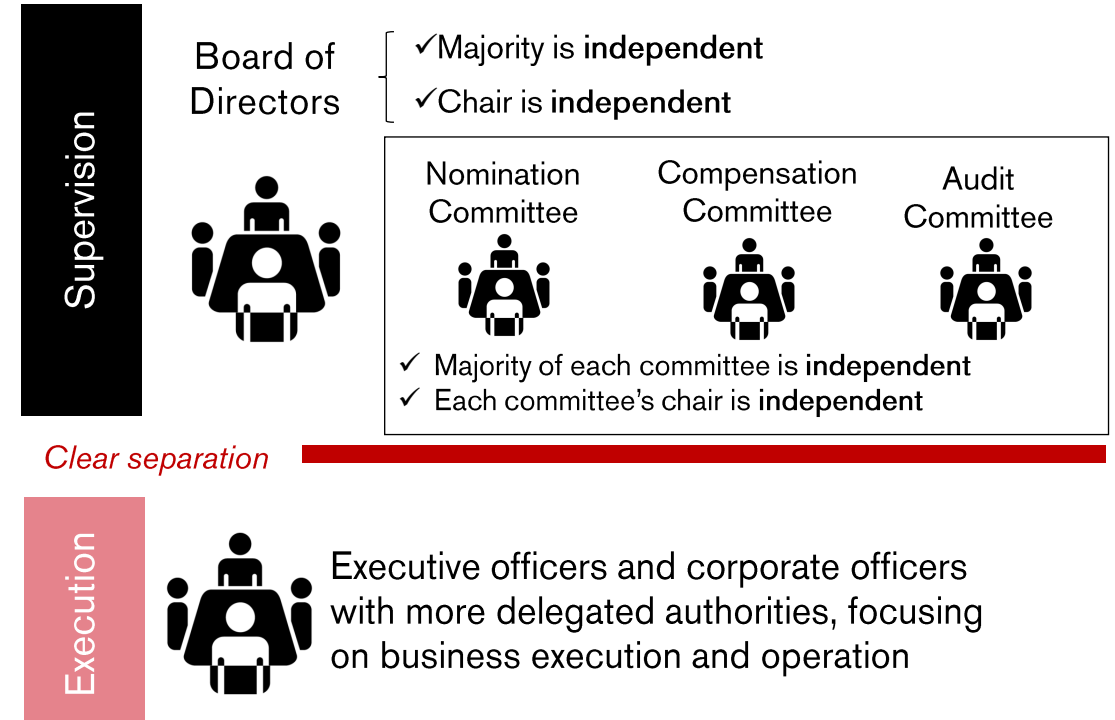 Supervision
Board of
Directors
✓Majority is independent
✓Chair is independent
Nomination
Committee
Compensation
Committee
Audit
Committee
✓ Majority of each committee is independent
✓ Each committee’s chair is independent
Clear separation
Execution
Executive officers and corporate officers
with more delegated authorities, focusing
on business execution and operation